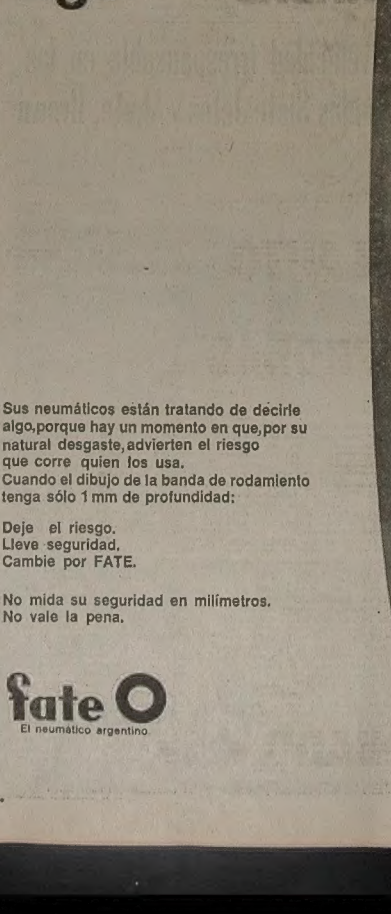 Sus neumáticos están tratando de decirle
algo,porque hay un momento en que,por su
natural desgaste,advierten el riesgo
que corre quien los usa.
Cuando el dibujo de la banda de rodamiento
tenga sólo 1 mm de profundidad:
Deje el riesgo.
Lleve seguridad.
Cambie por FATE.
No mida su seguridad en milímetros.
No vale la pena.
fate O
El neumático argentino.